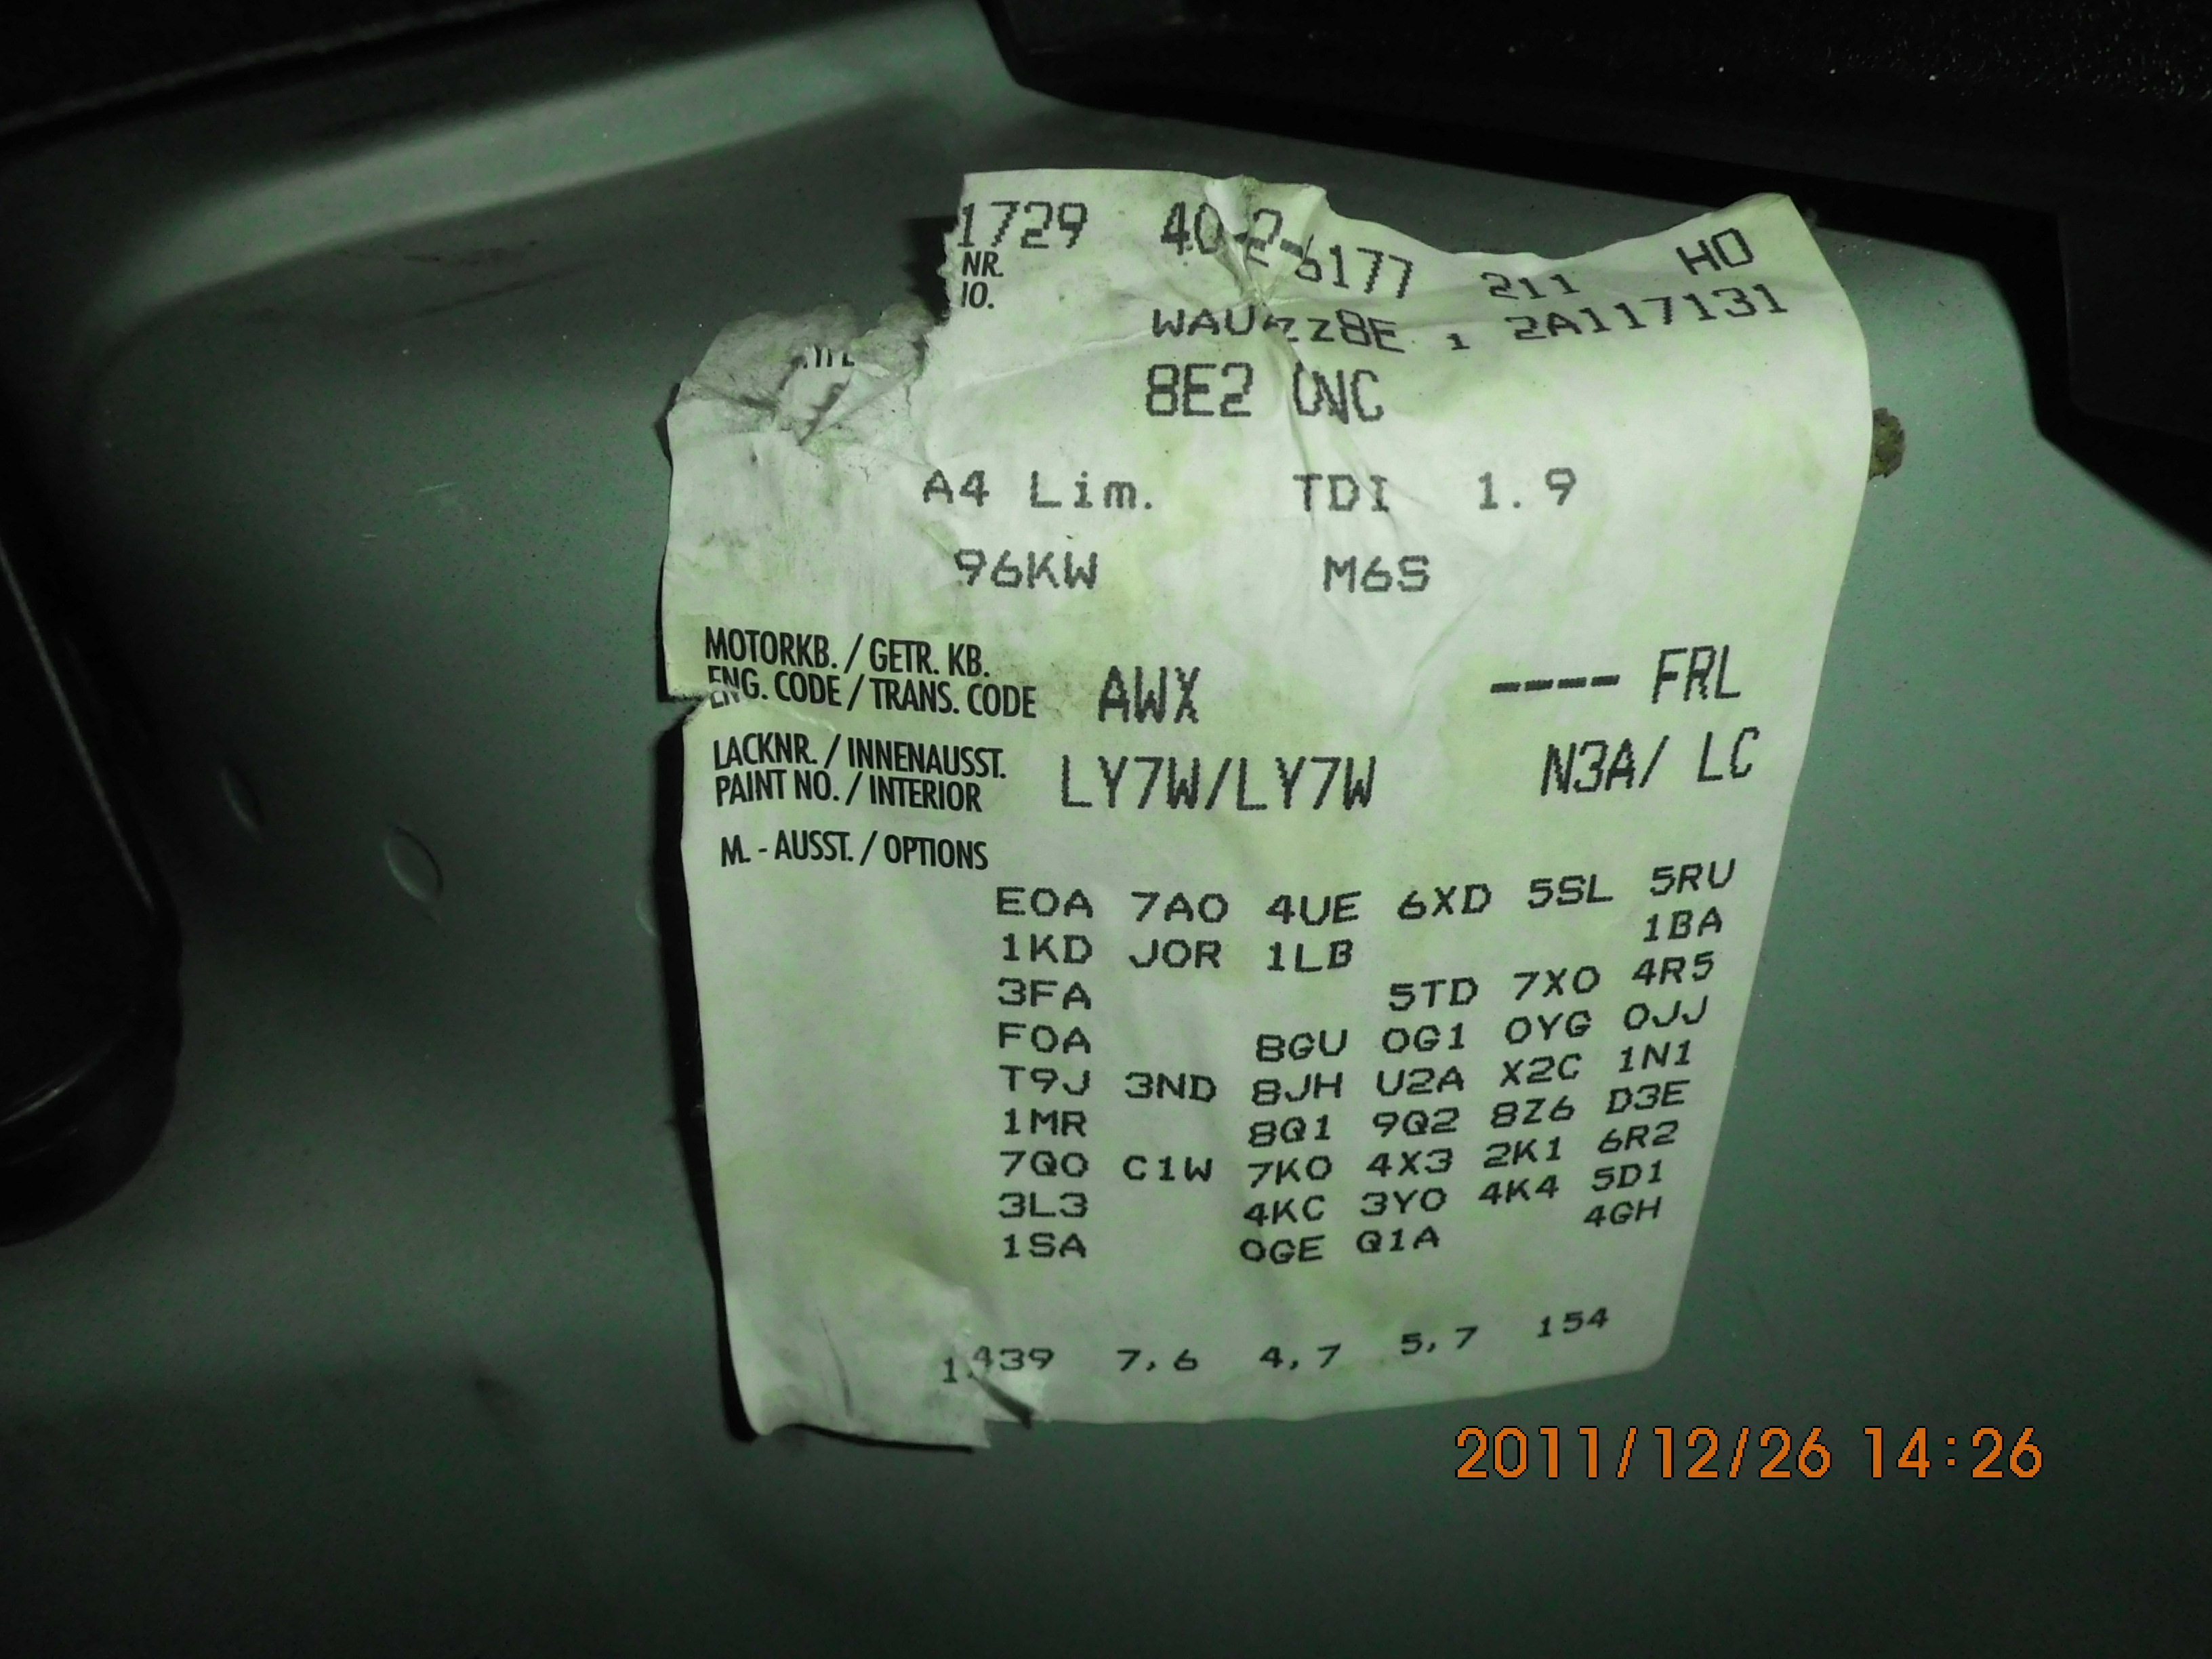 1729 40-2-6177 211 HO
NR.
IO.
2A117131
8E2
A4 Lim. TDI 1.9
96KW M6S
MOTORKB. / GETR. KB.
ENG. CODE / TRANS. CODE AWX ---- FRL
LACKNR. / INNENAUSST.
PAINT NO. / INTERIOR LY7W/LY7W N3A/ LC
M. - AUSST. / OPTIONS
E0A 7A0 4UE 6XD 5SL 5RU
1KD J0R 1LB 1BA
3FA 5TD 7X0 4R5
F0A 8GU 0G1 0YG 0JJ
T9J 3ND 8JH U2A X2C 1N1
1MR 8Q1 9Q2 8Z6 D3E
7Q0 C1W 7K0 4X3 2K1 6R2
3L3 4KC 3Y0 4K4 5D1
1SA 0GE Q1A 4GH
7,6 4,7 5,7 154
2011/12/26 14:26